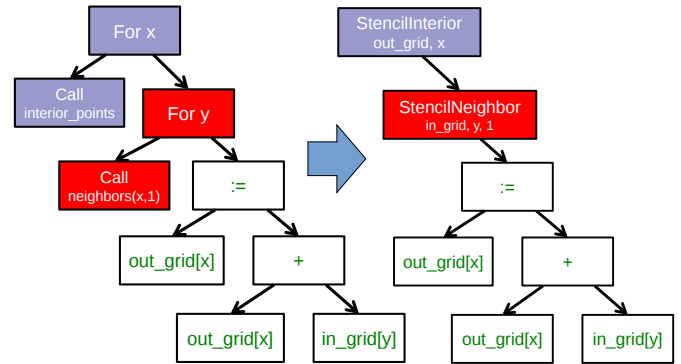 For x
Call
interior_points
For y
Call
neighbors(x,1)
:=
out_grid[x]
+
out_grid[x]
in_grid[y]
StencilInterior
out_grid, x
StencilNeighbor
in_grid, y, 1
:=
out_grid[x]
+
out_grid[x]
in_grid[y]